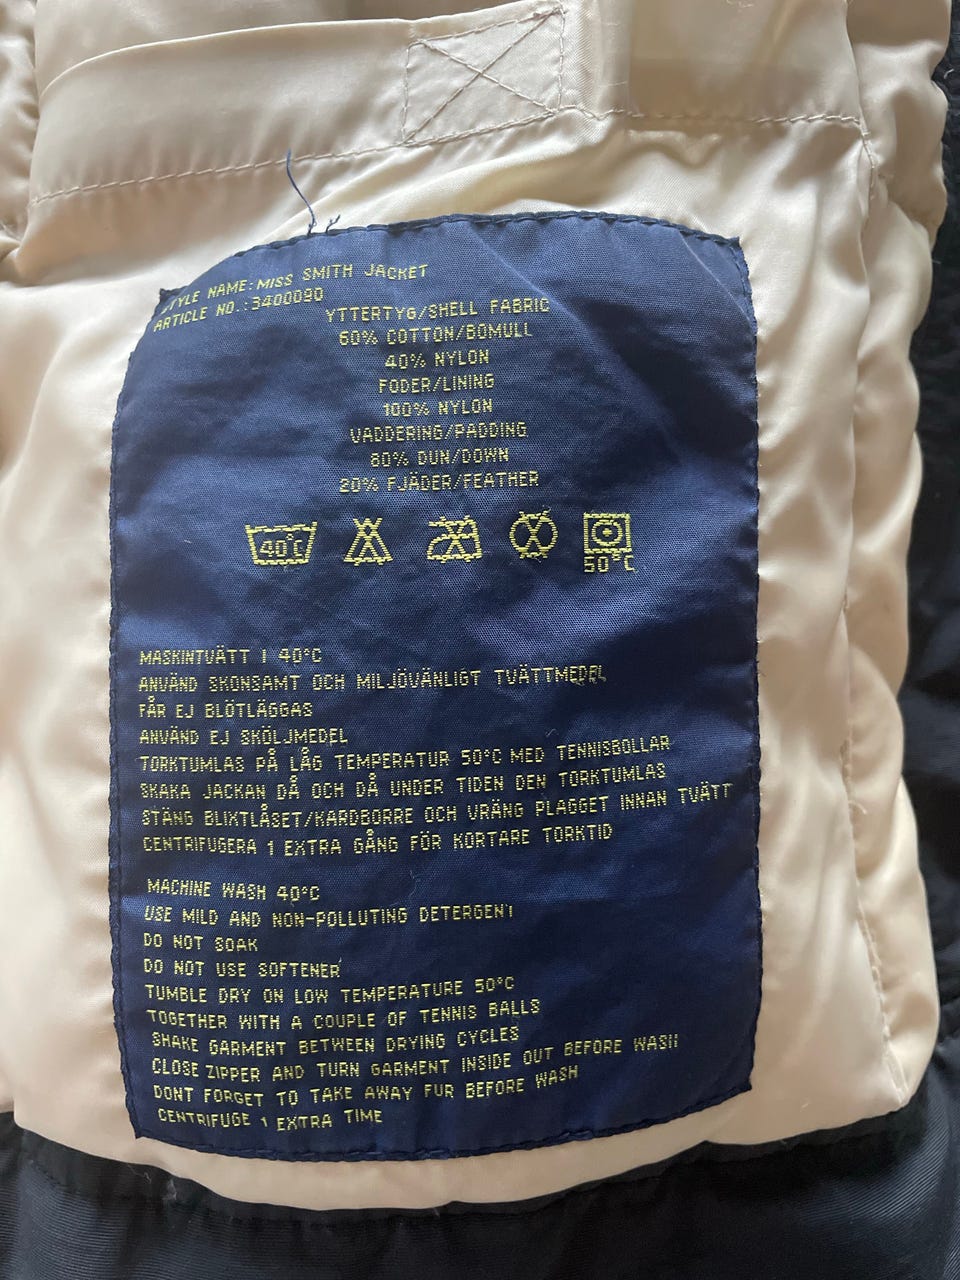 STYLE NAME:MISS SMITH JACKET
ARTICLE NO.:3400090
YTTERTYG/SHELL FABRIC
60% COTTON/BOMULL
40% NYLON
FODER/LINING
100% NYLON
VADDERING/PADDING
80% DUN/DOWN
20% FJÄDER/FEATHER
40°C
50°C
MASKINTVÄTT I 40°C
ANVÄND SKONSAMT OCH MILJÖVÄNLIGT TVÄTTMEDEL
FÅR EJ BLÖTLÄGGAS
ANVÄND EJ SKÖLJMEDEL
TORKTUMLAS PÅ LÅG TEMPERATUR 50°C MED TENNISBOLLAR
SKAKA JACKAN DÅ OCH DÅ UNDER TIDEN DEN TORKTUMLAS
STÄNG BLIXTLÅSET/KARDBORRE OCH VRÄNG PLAGGET INNAN TVÄTT
CENTRIFUGERA 1 EXTRA GÅNG FÖR KORTARE TORKTID
MACHINE WASH 40°C
USE MILD AND NON-POLLUTING DETERGENT
DO NOT SOAK
DO NOT USE SOFTENER
TUMBLE DRY ON LOW TEMPERATURE 50°C
TOGETHER WITH A COUPLE OF TENNIS BALLS
SHAKE GARMENT BETWEEN DRYING CYCLES
CLOSE ZIPPER AND TURN GARMENT INSIDE OUT BEFORE WASH
DONT FORGET TO TAKE AWAY FUR BEFORE WASH
CENTRIFUGE 1 EXTRA TIME